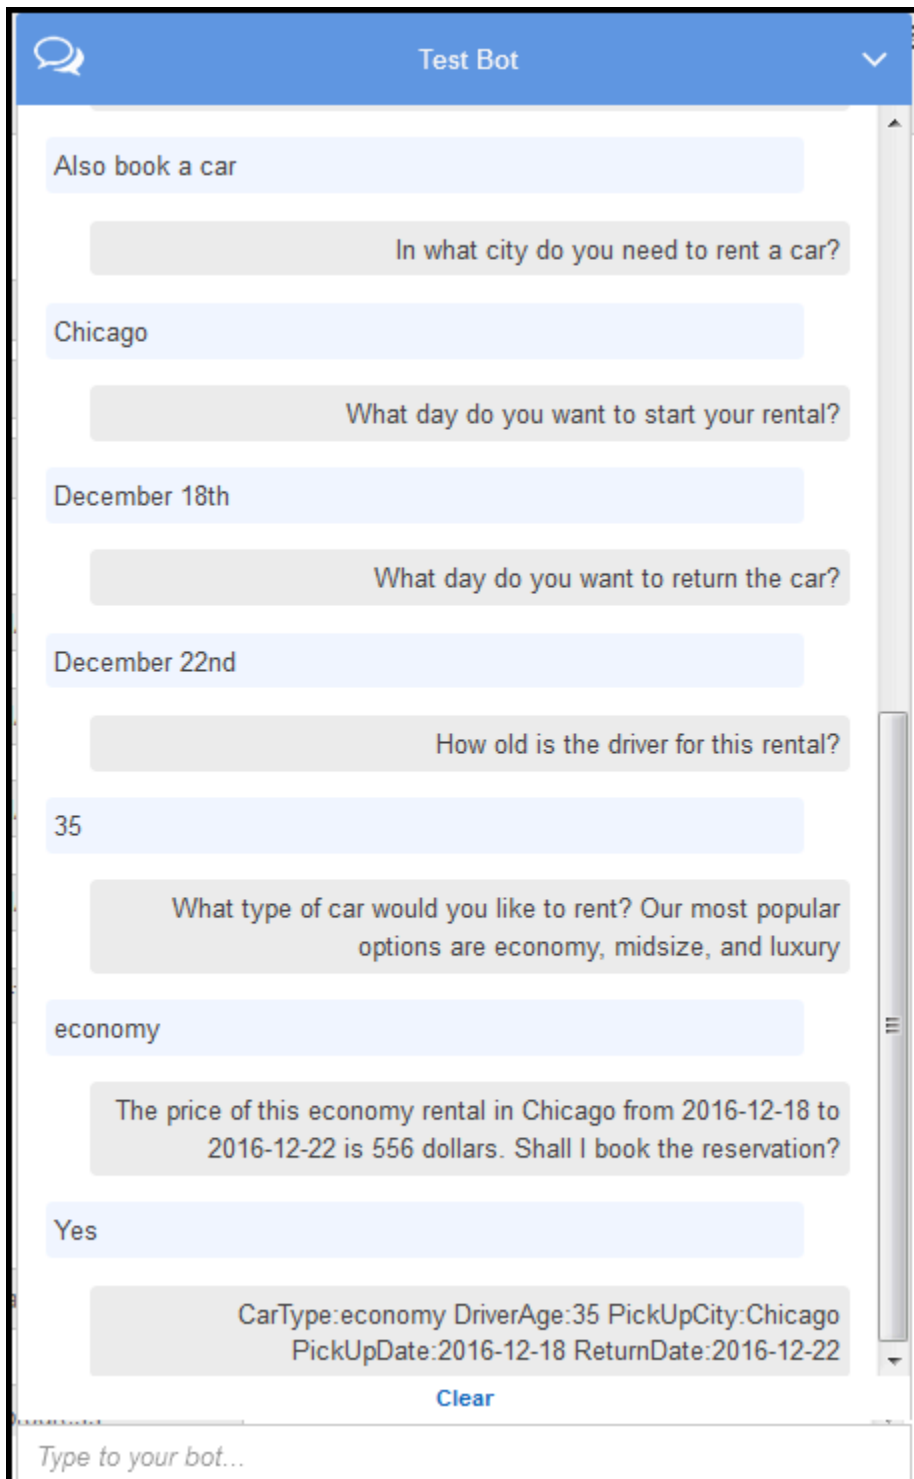 Test Bot
Also book a car
In what city do you need to rent a car?
Chicago
What day do you want to start your rental?
December 18th
What day do you want to return the car?
December 22nd
How old is the driver for this rental?
35
What type of car would you like to rent? Our most popular
options are economy, midsize, and luxury
economy
The price of this economy rental in Chicago from 2016-12-18 to
2016-12-22 is 556 dollars. Shall I book the reservation?
Yes
CarType:economy DriverAge:35 PickUpCity:Chicago
PickUpDate:2016-12-18 ReturnDate:2016-12-22
Clear
Type to your bot...